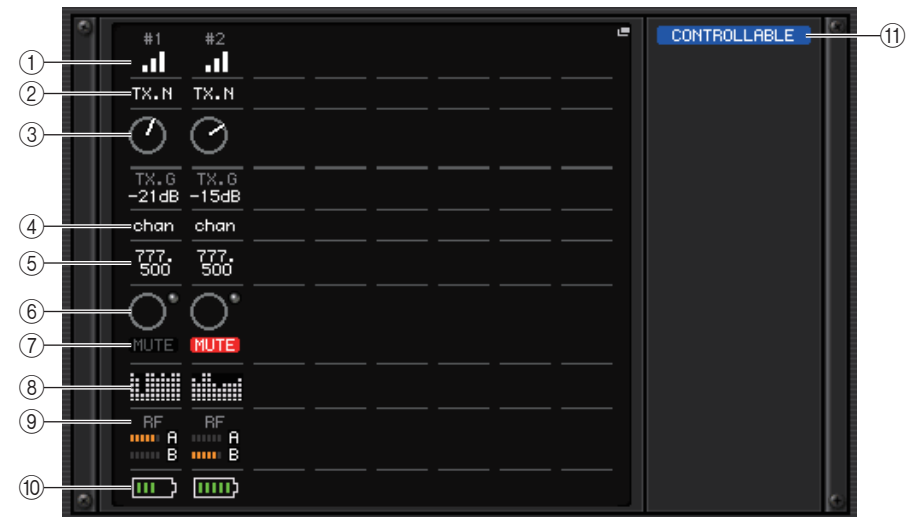 #1 #2
CONTROLLABLE ⑪
①
② TX.N TX.N
③
TX.G TX.G
-21dB -15dB
④ chan chan
⑤ 777.500 777.500
⑥
⑦ MUTE MUTE
⑧
⑨ RF RF
A A
B B
⑩